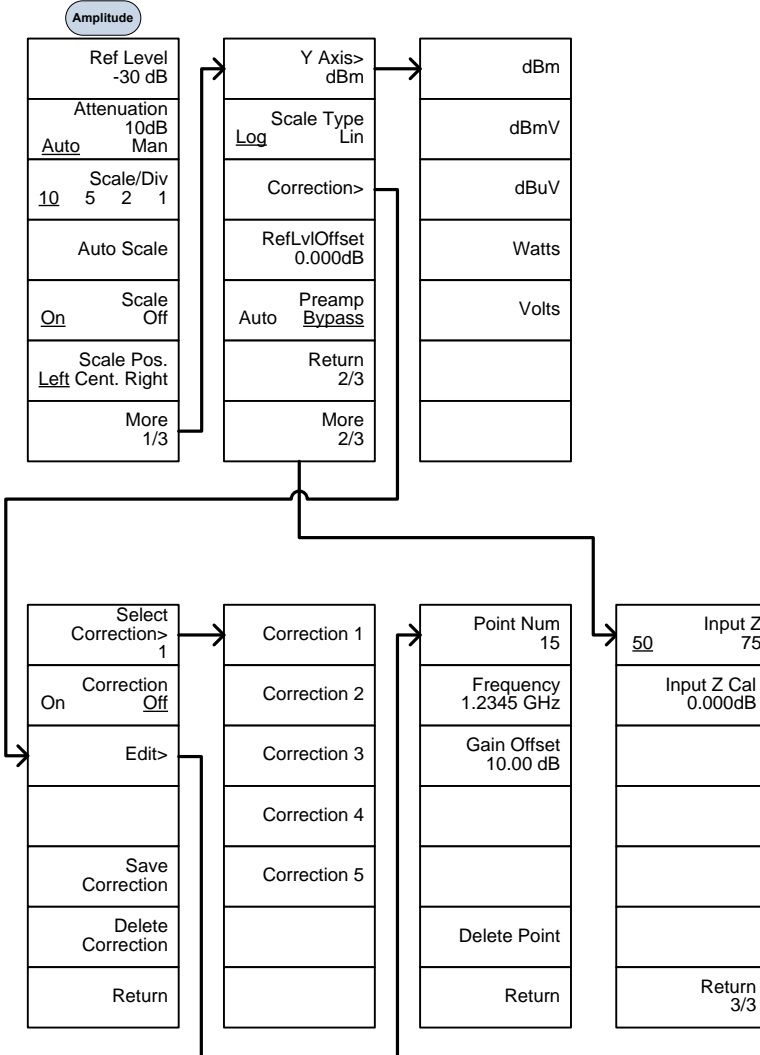 Amplitude
Ref Level
-30 dB
Attenuation
10dB
Auto Man
Scale/Div
10 5 2 1
Auto Scale
Scale
On Off
Scale Pos.
Left Cent. Right
More
1/3
Y Axis>
dBm
Scale Type
Log Lin
Correction>
RefLvlOffset
0.000dB
Preamp
Auto Bypass
Return
2/3
More
2/3
dBm
dBmV
dBuV
Watts
Volts
Select
Correction>
1
Correction
On Off
Edit>
Save
Correction
Delete
Correction
Return
Correction 1
Correction 2
Correction 3
Correction 4
Correction 5
Point Num
15
Frequency
1.2345 GHz
Gain Offset
10.00 dB
Delete Point
Return
Input Z
50 75
Input Z Cal
0.000dB
Return
3/3